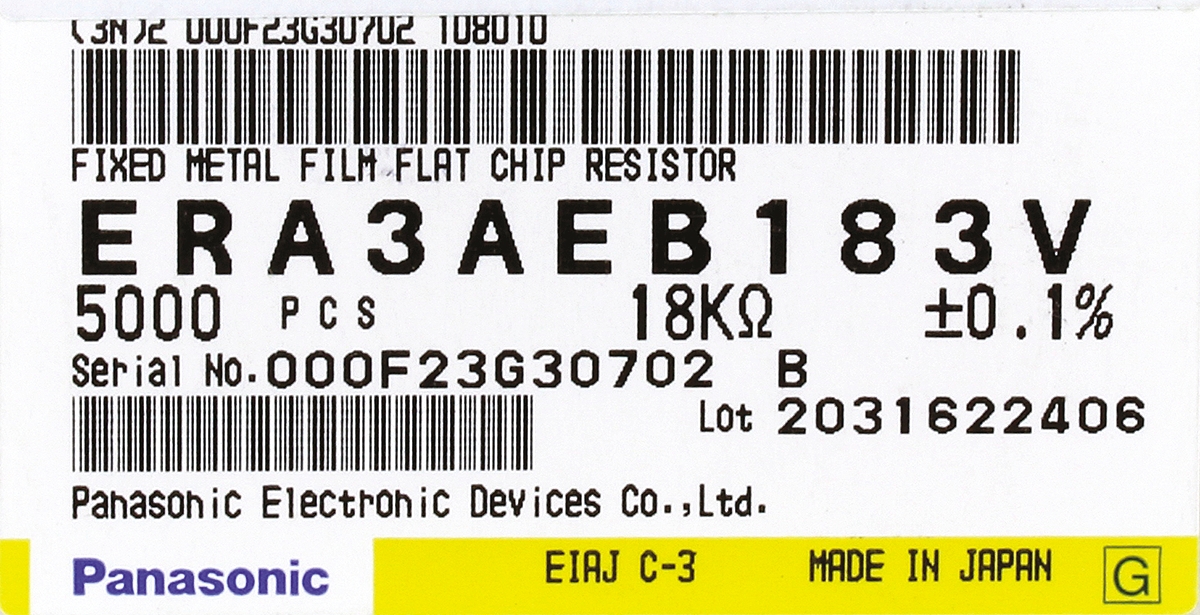 (3N)2 000F23G30702 108010
FIXED METAL FILM FLAT CHIP RESISTOR
ERA3AEB183V
5000 PCS 18KΩ ±0.1%
Serial No.000F23G30702 B
Lot 2031622406
Panasonic Electronic Devices Co.,Ltd.
Panasonic EIAJ C-3 MADE IN JAPAN G